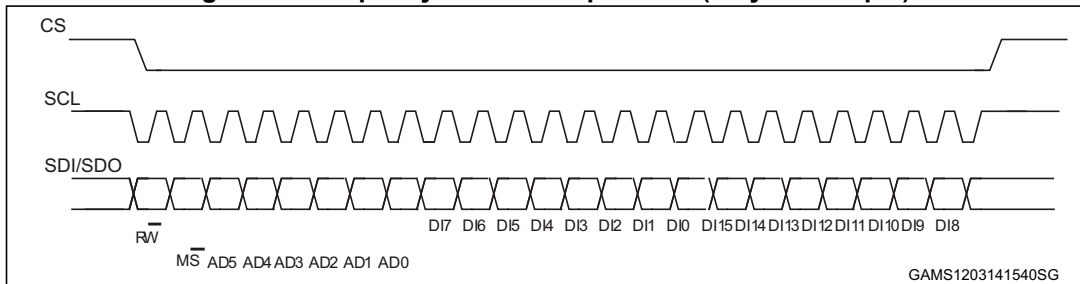 CS
SCL
SDI/SDO
DI7 DI6 DI5 DI4 DI3 DI2 DI1 DI0 DI15 DI14 DI13 DI12 DI11 DI10 DI9 DI8
RW
MS AD5 AD4 AD3 AD2 AD1 AD0
GAMS1203141540SG